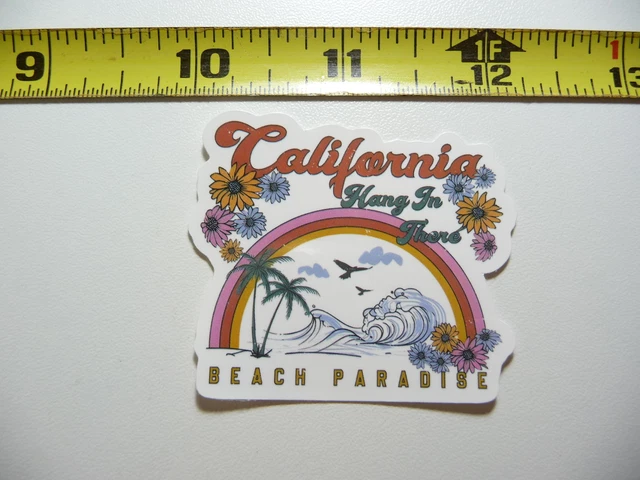 9 10 11 1F 12 1 13
California
Hang In
There
BEACH PARADISE